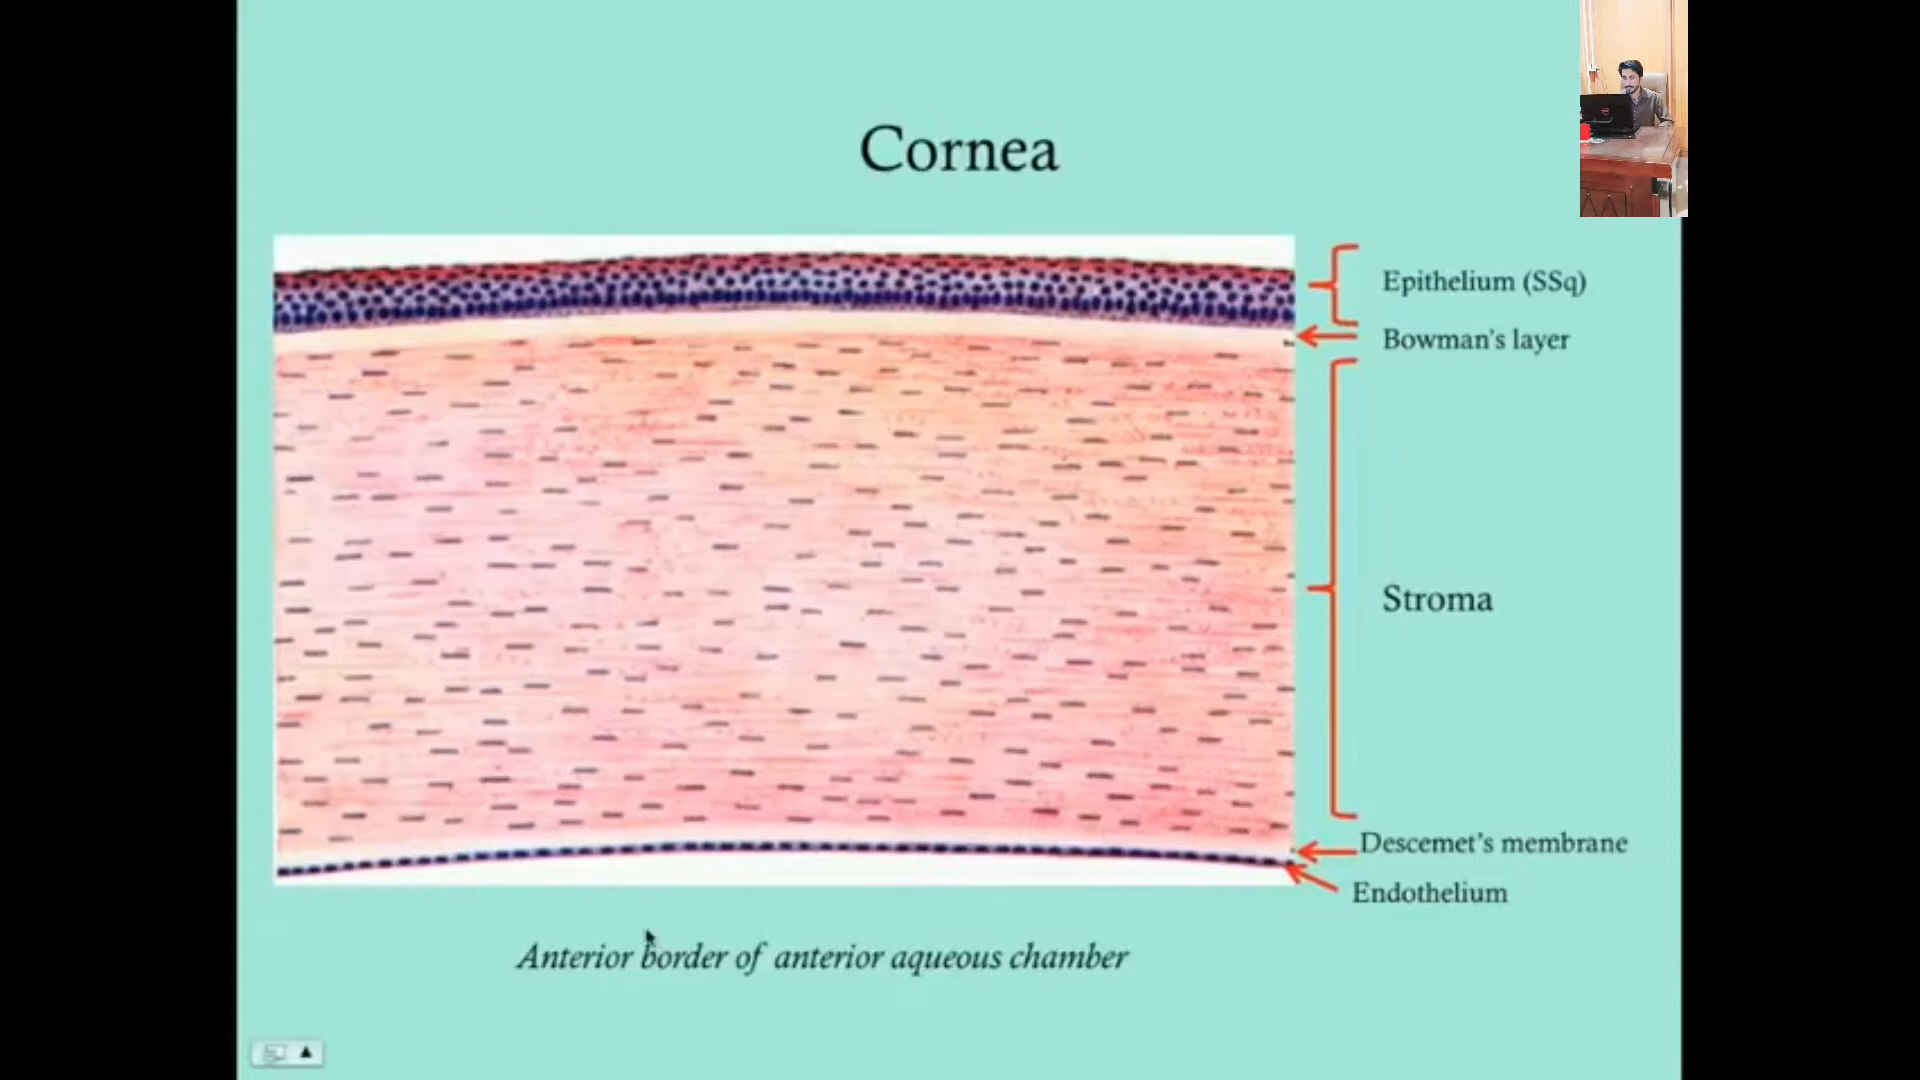 Cornea
Epithelium (SSq)
Bowman's layer
Stroma
Descemet's membrane
Endothelium
Anterior border of anterior aqueous chamber